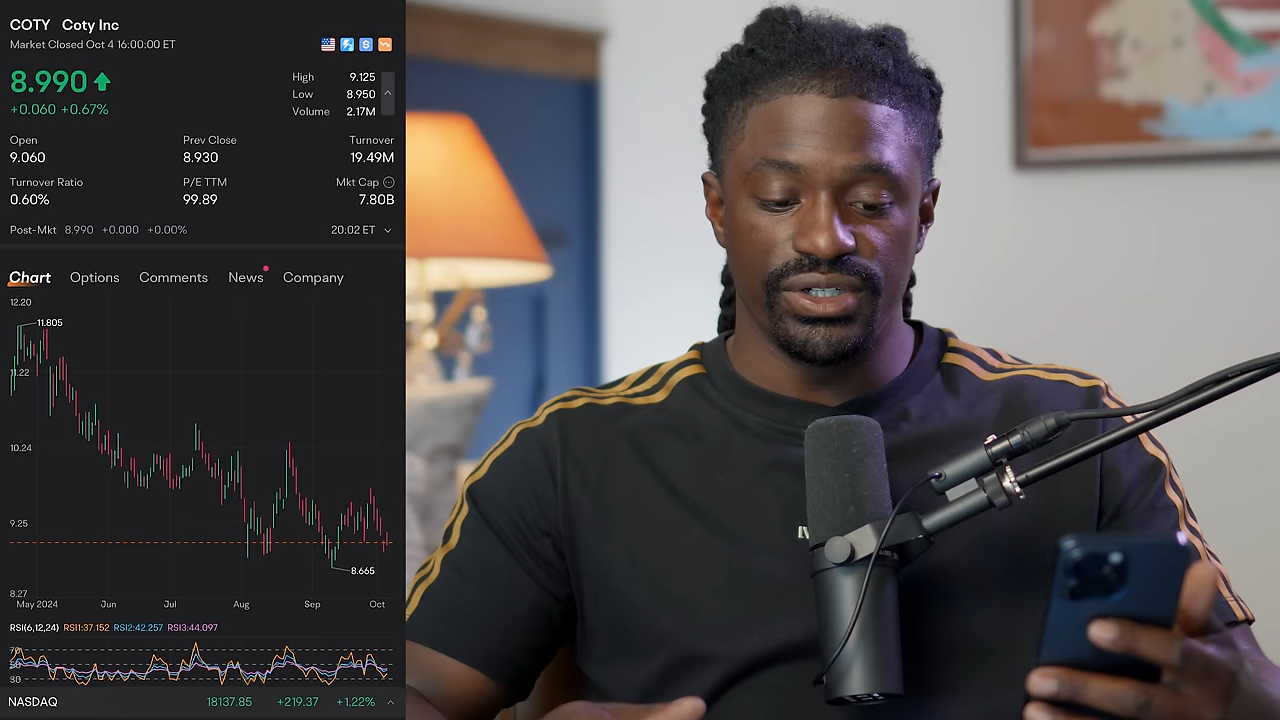 COTY Coty Inc
Market Closed Oct 4 16:00:00 ET
8.990
+0.060 +0.67%
High 9.125
Low 8.950
Volume 2.17M
Open Prev Close Turnover
9.060 8.930 19.49M
Turnover Ratio P/E TTM Mkt Cap
0.60% 99.89 7.80B
Post-Mkt 8.990 +0.000 +0.00% 20:02 ET
Chart Options Comments News Company
12.20
11.805
11.22
10.24
9.25
8.665
8.27
May 2024 Jun Jul Aug Sep Oct
RSI(6,12,24) RSI1:37.152 RSI2:42.257 RSI3:44.097
30
NASDAQ 18137.85 +219.37 +1.22%